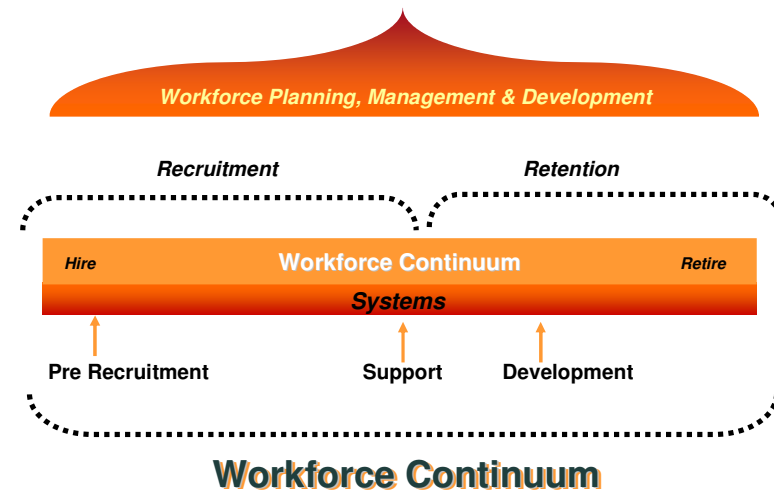 Workforce Planning, Management & Development
Recruitment Retention
Hire Workforce Continuum Retire
Systems
Pre Recruitment Support Development
Workforce Continuum